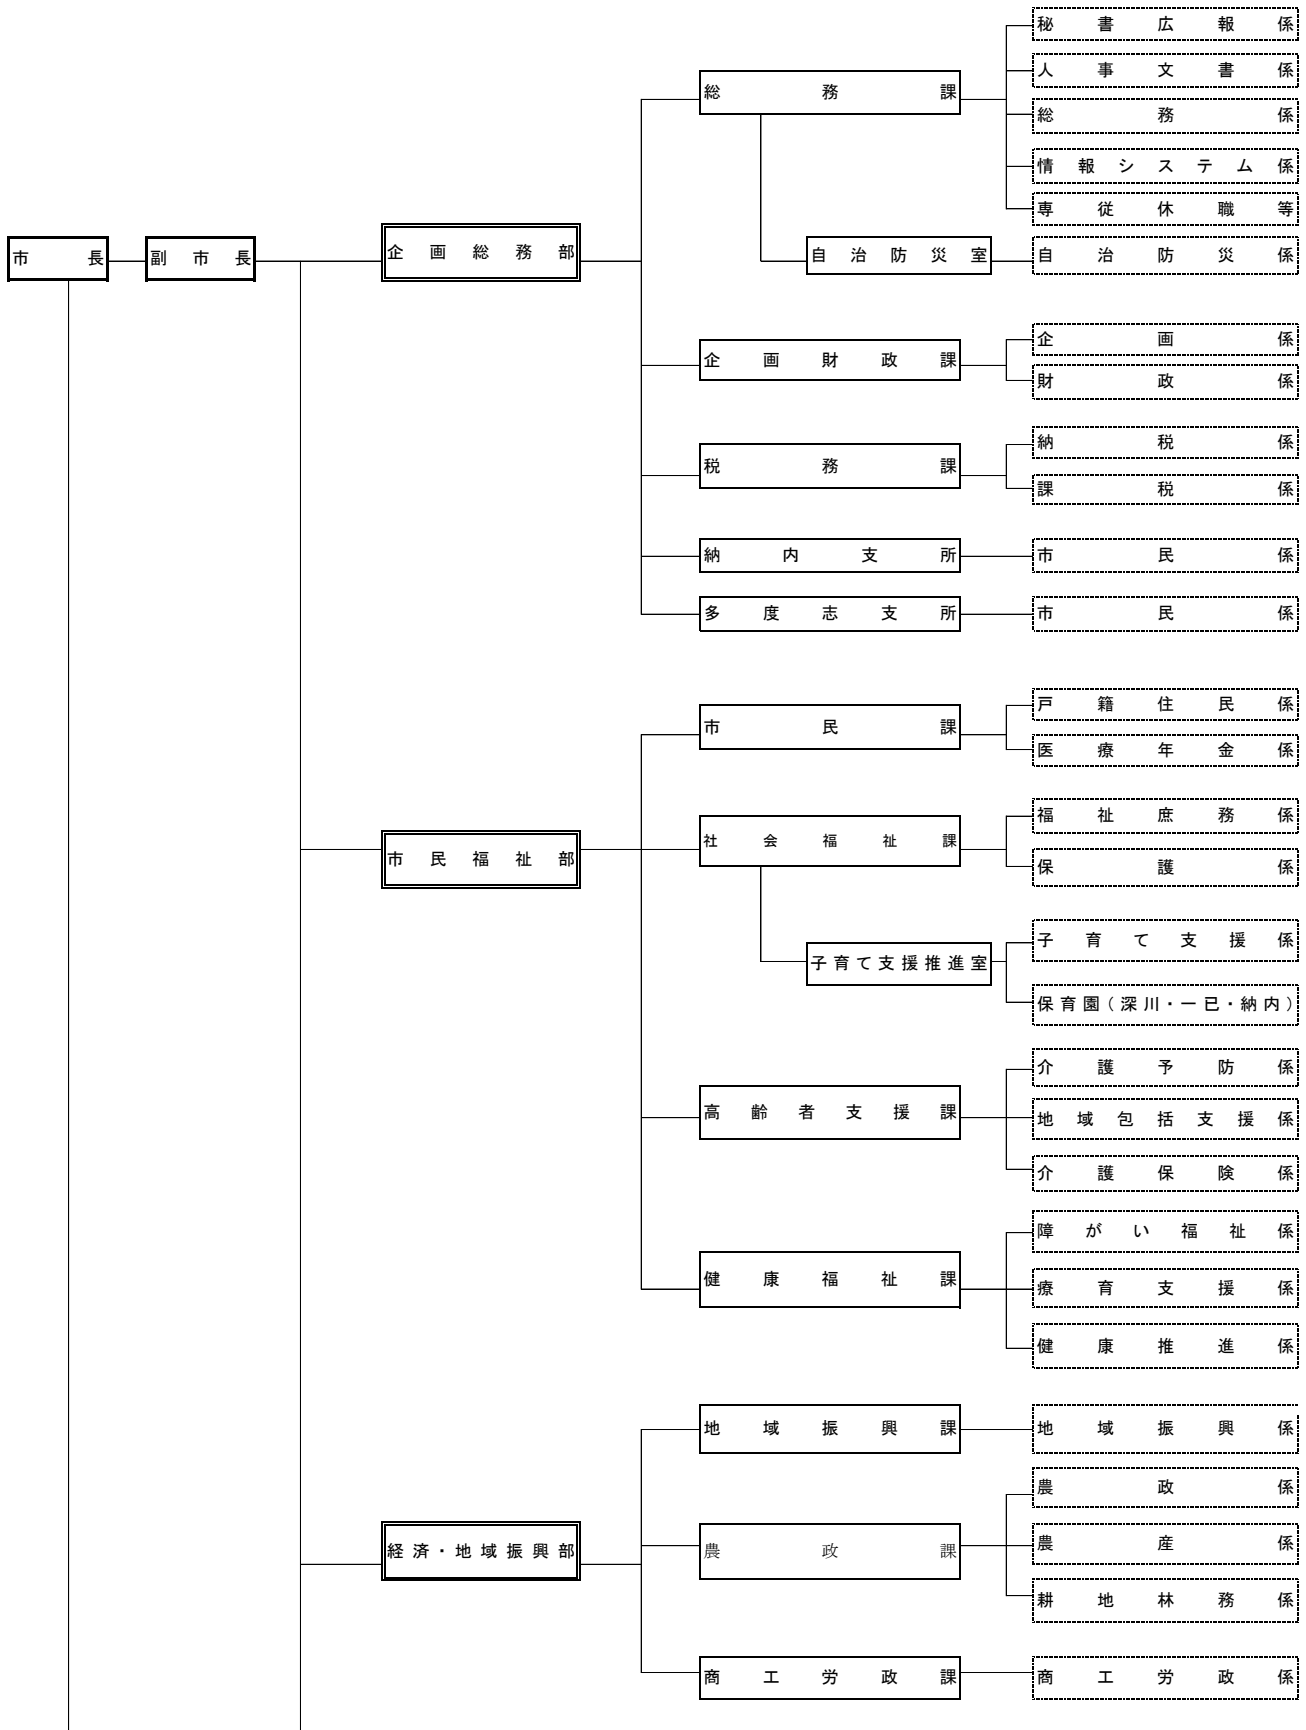 秘書広報係
人事文書係
総務課
総務係
情報システム係
専従休職等
市長
副市長
企画総務部
自治防災室
自治防災係
企画係
企画財政課
財政係
納税係
税務課
課税係
納内支所
市民係
多度志支所
市民係
戸籍住民係
市民課
医療年金係
福祉庶務係
社会福祉課
市民福祉部
保護係
子育て支援係
子育て支援推進室
保育園(深川・一已・納内)
介護予防係
高齢者支援課
地域包括支援係
介護保険係
障がい福祉係
健康福祉課
療育支援係
健康推進係
地域振興課
地域振興係
農政係
経済・地域振興部
農政課
農産係
耕地林務係
商工労政課
商工労政係